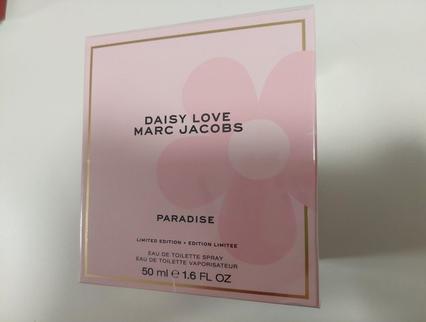 DAISY LOVE
MARC JACOBS
PARADISE
LIMITED EDITION • EDITION LIMITEE
EAU DE TOILETTE SPRAY
EAU DE TOILETTE VAPORISATEUR
50 ml ℮ 1.6 FL OZ